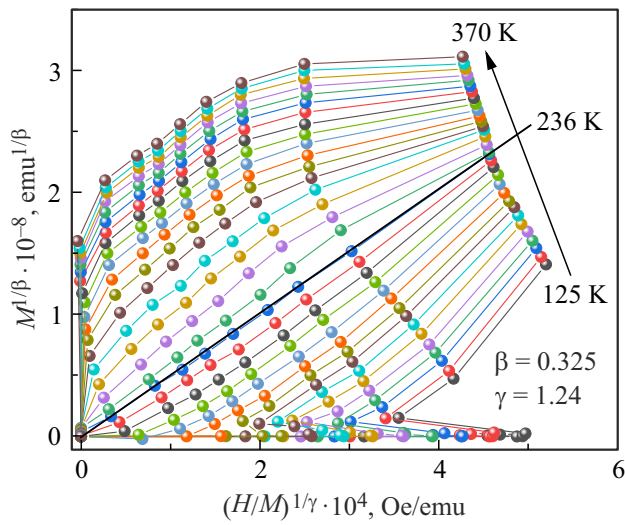 370 K
236 K
125 K
β = 0.325
γ = 1.24
3
2
1
0
0
2
4
6
M^{1/β} · 10^{−8}, emu^{1/β}
(H/M)^{1/γ} · 10^{4}, Oe/emu